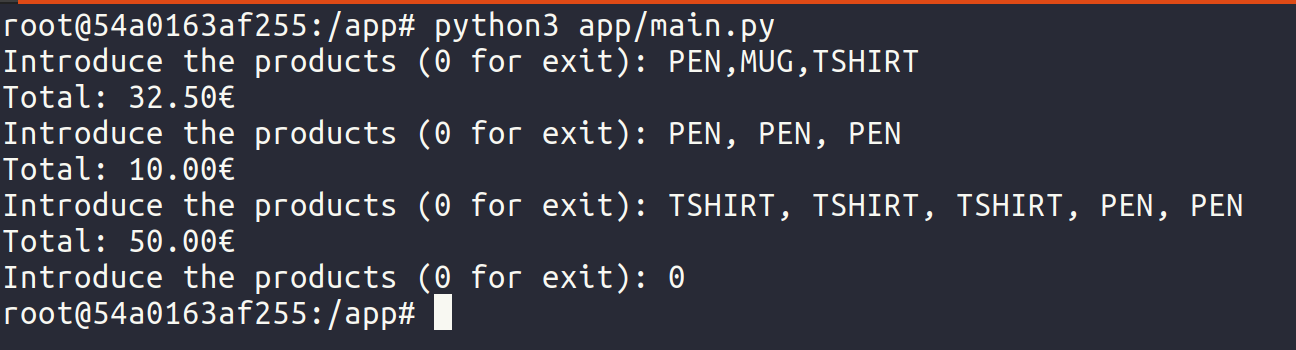 root@54a0163af255:/app# python3 app/main.py
Introduce the products (0 for exit): PEN,MUG,TSHIRT
Total: 32.50€
Introduce the products (0 for exit): PEN, PEN, PEN
Total: 10.00€
Introduce the products (0 for exit): TSHIRT, TSHIRT, TSHIRT, PEN, PEN
Total: 50.00€
Introduce the products (0 for exit): 0
root@54a0163af255:/app#